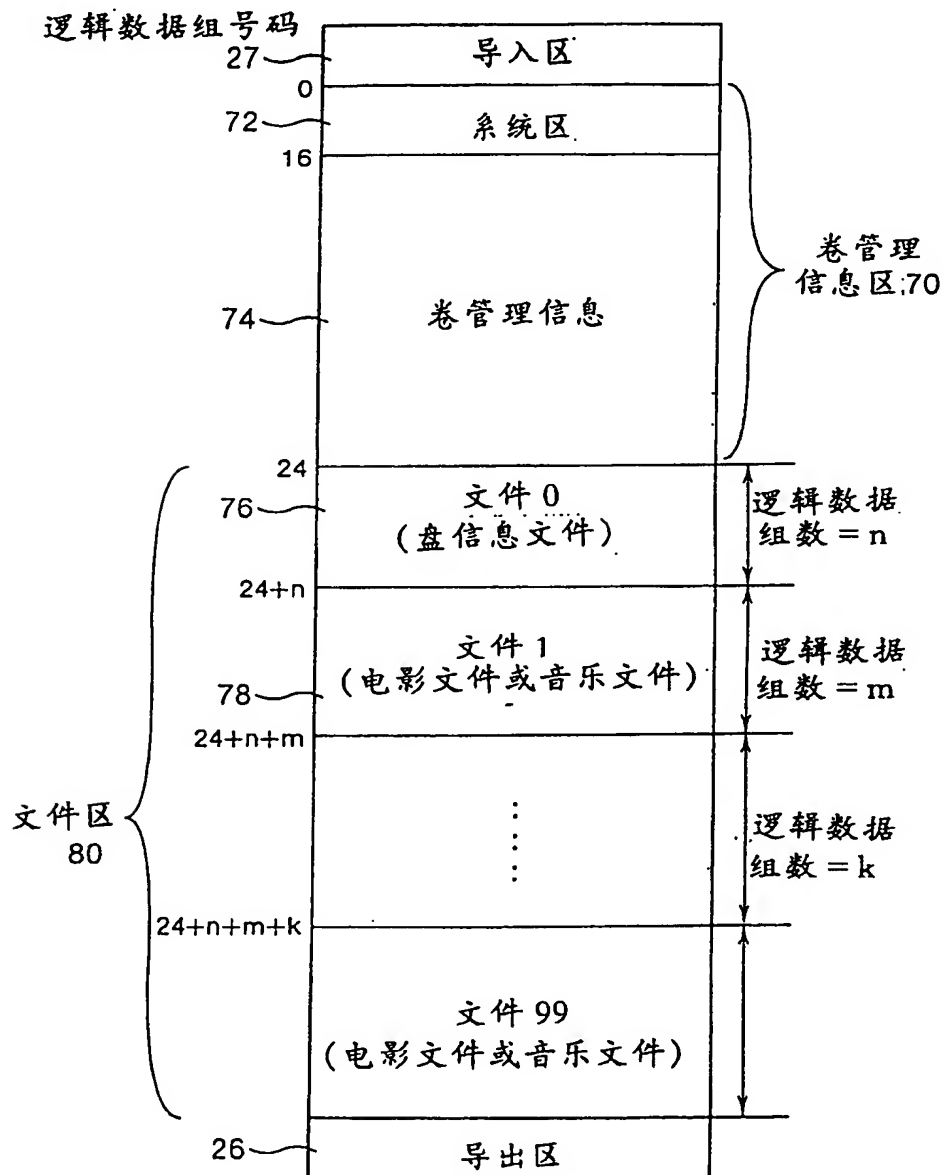 逻辑数据组号码
27
导入区
0
72
系统区
16
74
卷管理信息
卷管理
信息区;70
24
76
文件 0
(盘信息文件)
逻辑数据
组数=n
24+n
文件 1
78
(电影文件或音乐文件)
逻辑数据
组数=m
24+n+m
文件区
80
逻辑数据
组数=k
24+n+m+k
文件 99
(电影文件或音乐文件)
26
导出区